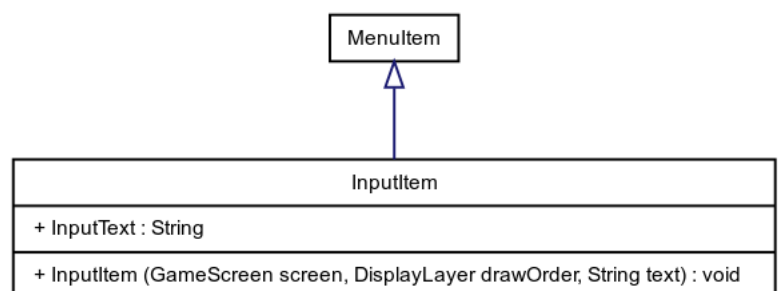 MenuItem
InputItem
+ InputText : String
+ InputItem (GameScreen screen, DisplayLayer drawOrder, String text) : void